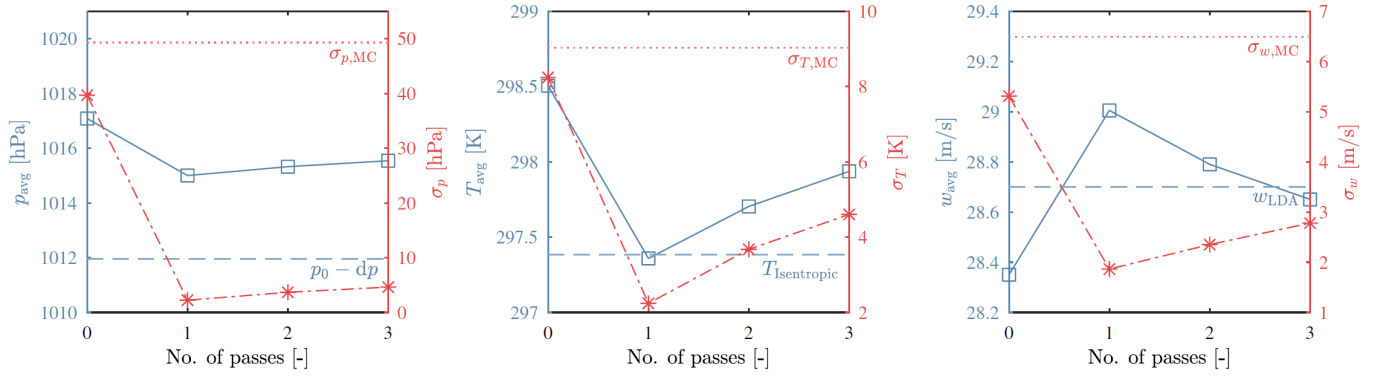 1020
1018
1016
1014
1012
1010
p_avg [hPa]
50
40
30
20
10
0
σ_p [hPa]
σ_p,MC
p_0 − dp
0 1 2 3
No. of passes [-]
299
298.5
298
297.5
297
T_avg [K]
10
8
6
4
2
σ_T [K]
σ_T,MC
T_Isentropic
0 1 2 3
No. of passes [-]
29.4
29.2
29
28.8
28.6
28.4
28.2
w_avg [m/s]
7
6
5
4
3
2
1
σ_w [m/s]
σ_w,MC
w_LDA
0 1 2 3
No. of passes [-]